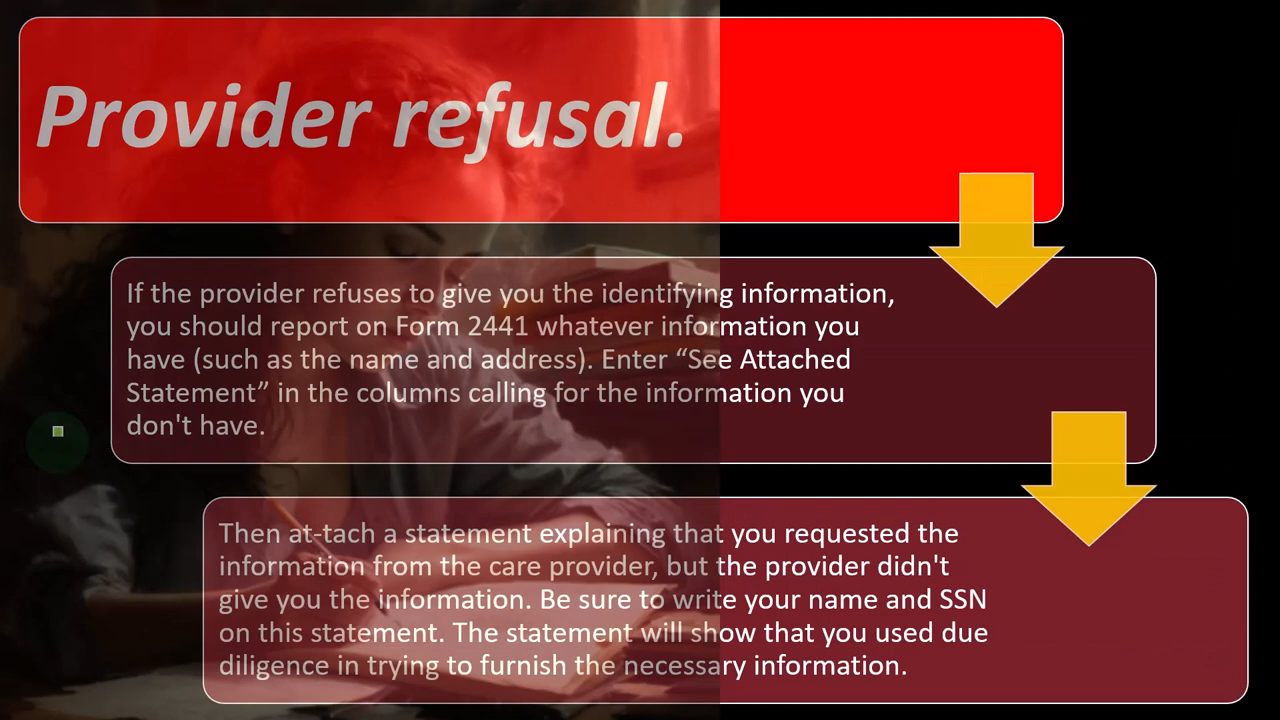 Provider refusal.
If the provider refuses to give you the identifying information,
you should report on Form 2441 whatever information you
have (such as the name and address). Enter “See Attached
Statement” in the columns calling for the information you
don't have.
Then at-tach a statement explaining that you requested the
information from the care provider, but the provider didn't
give you the information. Be sure to write your name and SSN
on this statement. The statement will show that you used due
diligence in trying to furnish the necessary information.